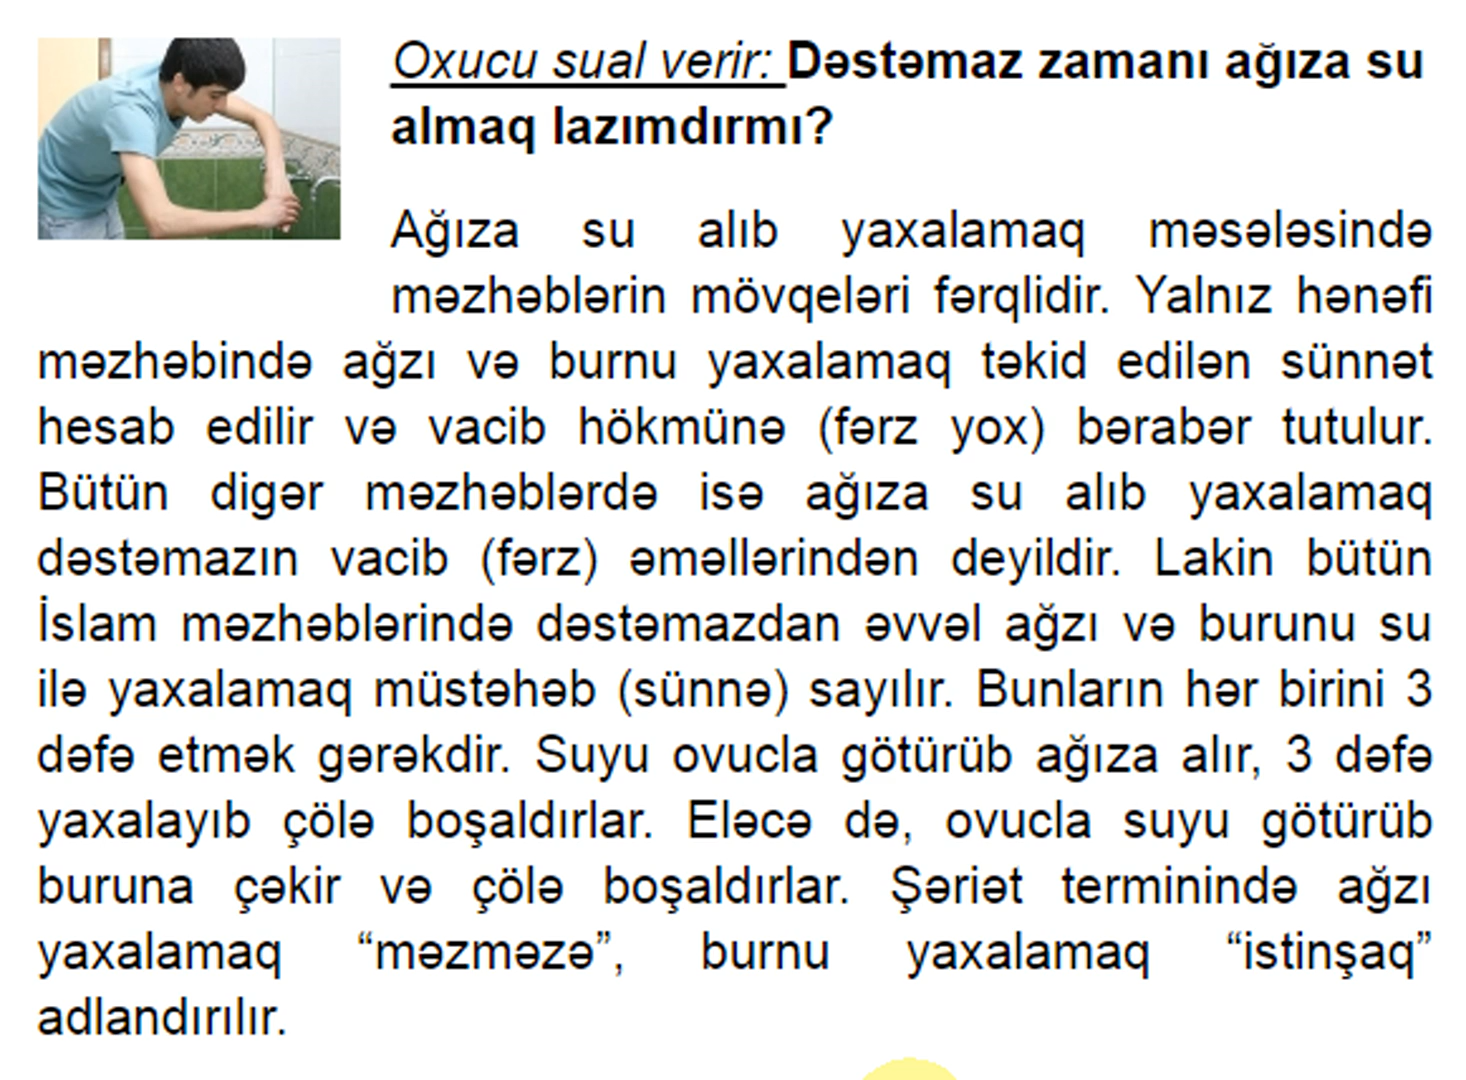 Oxucu sual verir: Dəstəmaz zamanı ağıza su
almaq lazımdırmı?
Ağıza su alıb yaxalamaq məsələsində
məzhəblərin mövqeləri fərqlidir. Yalnız hənəfi
məzhəbində ağzı və burnu yaxalamaq təkid edilən sünnət
hesab edilir və vacib hökmünə (fərz yox) bərabər tutulur.
Bütün digər məzhəblərdə isə ağıza su alıb yaxalamaq
dəstəmazın vacib (fərz) əməllərindən deyildir. Lakin bütün
İslam məzhəblərində dəstəmazdan əvvəl ağzı və burunu su
ilə yaxalamaq müstəhəb (sünnə) sayılır. Bunların hər birini 3
dəfə etmək gərəkdir. Suyu ovucla götürüb ağıza alır, 3 dəfə
yaxalayıb çölə boşaldırlar. Eləcə də, ovucla suyu götürüb
buruna çəkir və çölə boşaldırlar. Şəriət terminində ağzı
yaxalamaq “məzməzə”, burnu yaxalamaq “istinşaq”
adlandırılır.